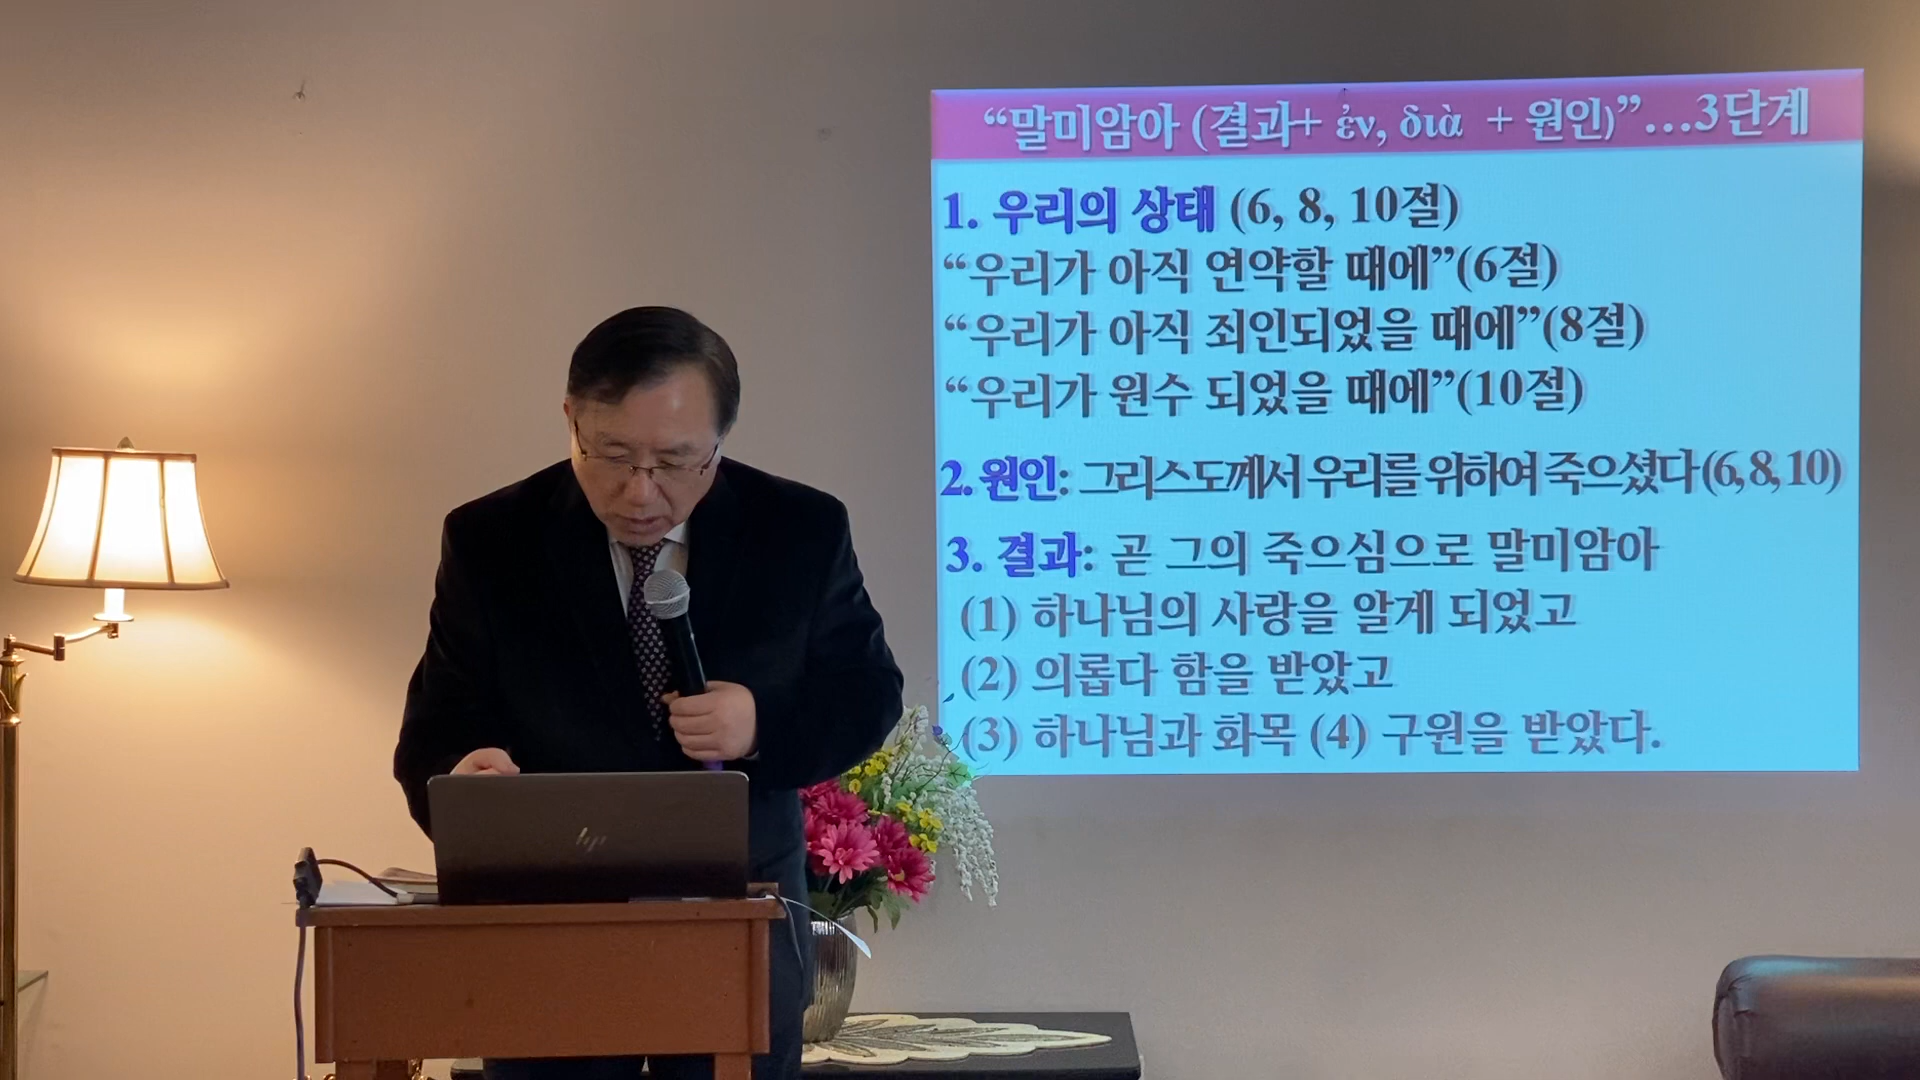 “말미암아 (결과+ ἐν, διὰ + 원인)”...3단계
1. 우리의 상태 (6, 8, 10절)
“우리가 아직 연약할 때에”(6절)
“우리가 아직 죄인되었을 때에”(8절)
“우리가 원수 되었을 때에”(10절)
2. 원인: 그리스도께서 우리를 위하여 죽으셨다 (6, 8, 10)
3. 결과: 곧 그의 죽으심으로 말미암아
(1) 하나님의 사랑을 알게 되었고
(2) 의롭다 함을 받았고
(3) 하나님과 화목 (4) 구원을 받았다.
hp